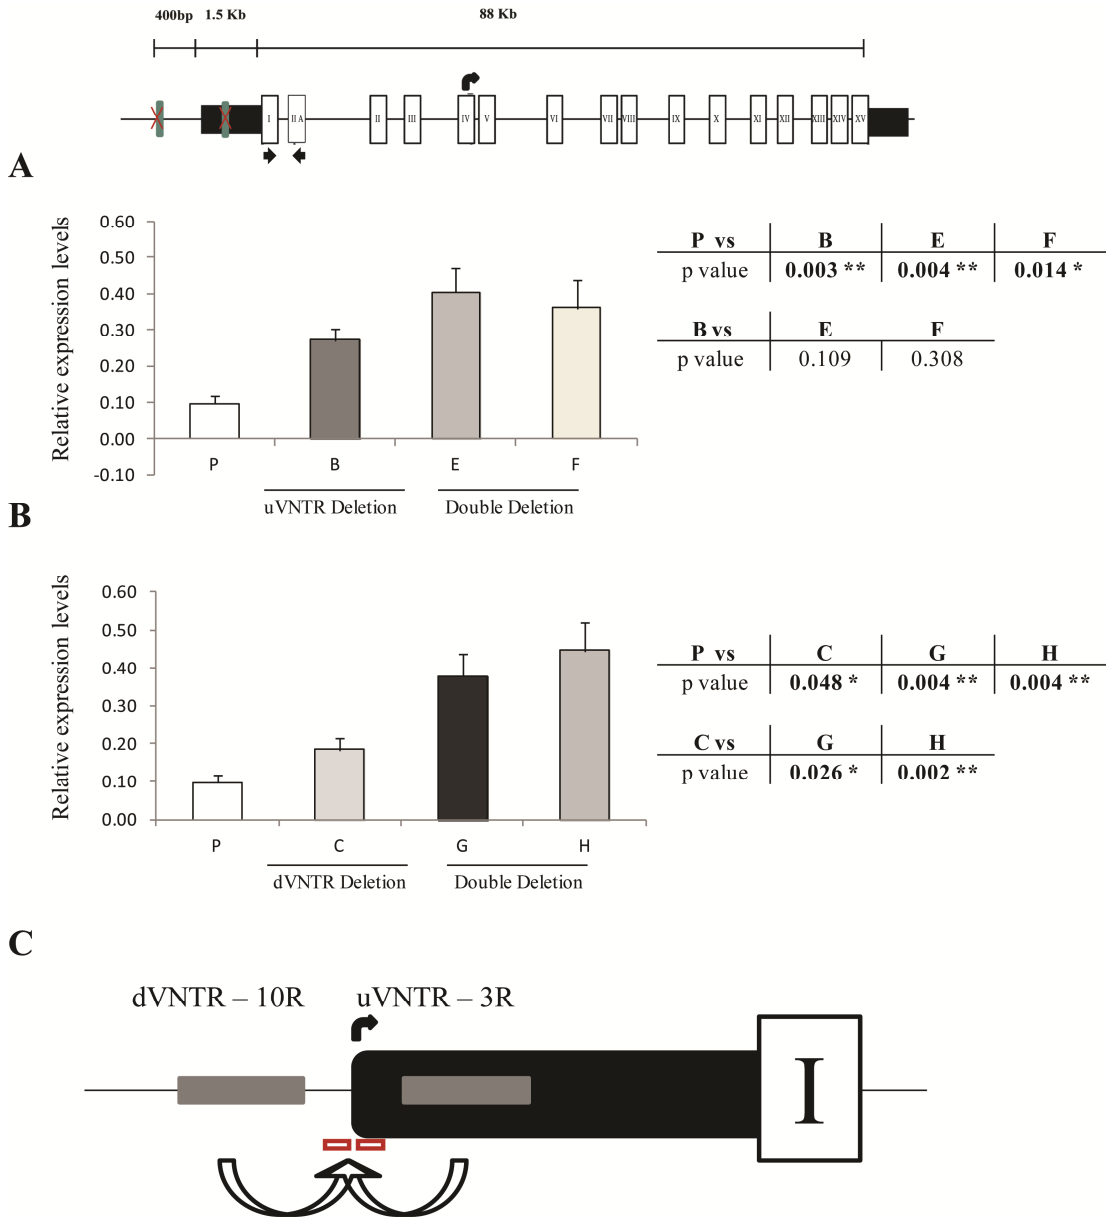 400bp 1.5 Kb 88 Kb
I II A II III IV V VI VII VIII IX X XI XII XIII XIV XV
A
Relative expression levels
0.60
0.50
0.40
0.30
0.20
0.10
0.00
-0.10
P B E F
uVNTR Deletion Double Deletion
P vs B E F
p value 0.003 ** 0.004 ** 0.014 *
B vs E F
p value 0.109 0.308
B
Relative expression levels
0.60
0.50
0.40
0.30
0.20
0.10
0.00
P C G H
dVNTR Deletion Double Deletion
P vs C G H
p value 0.048 * 0.004 ** 0.004 **
C vs G H
p value 0.026 * 0.002 **
C
dVNTR – 10R uVNTR – 3R
I